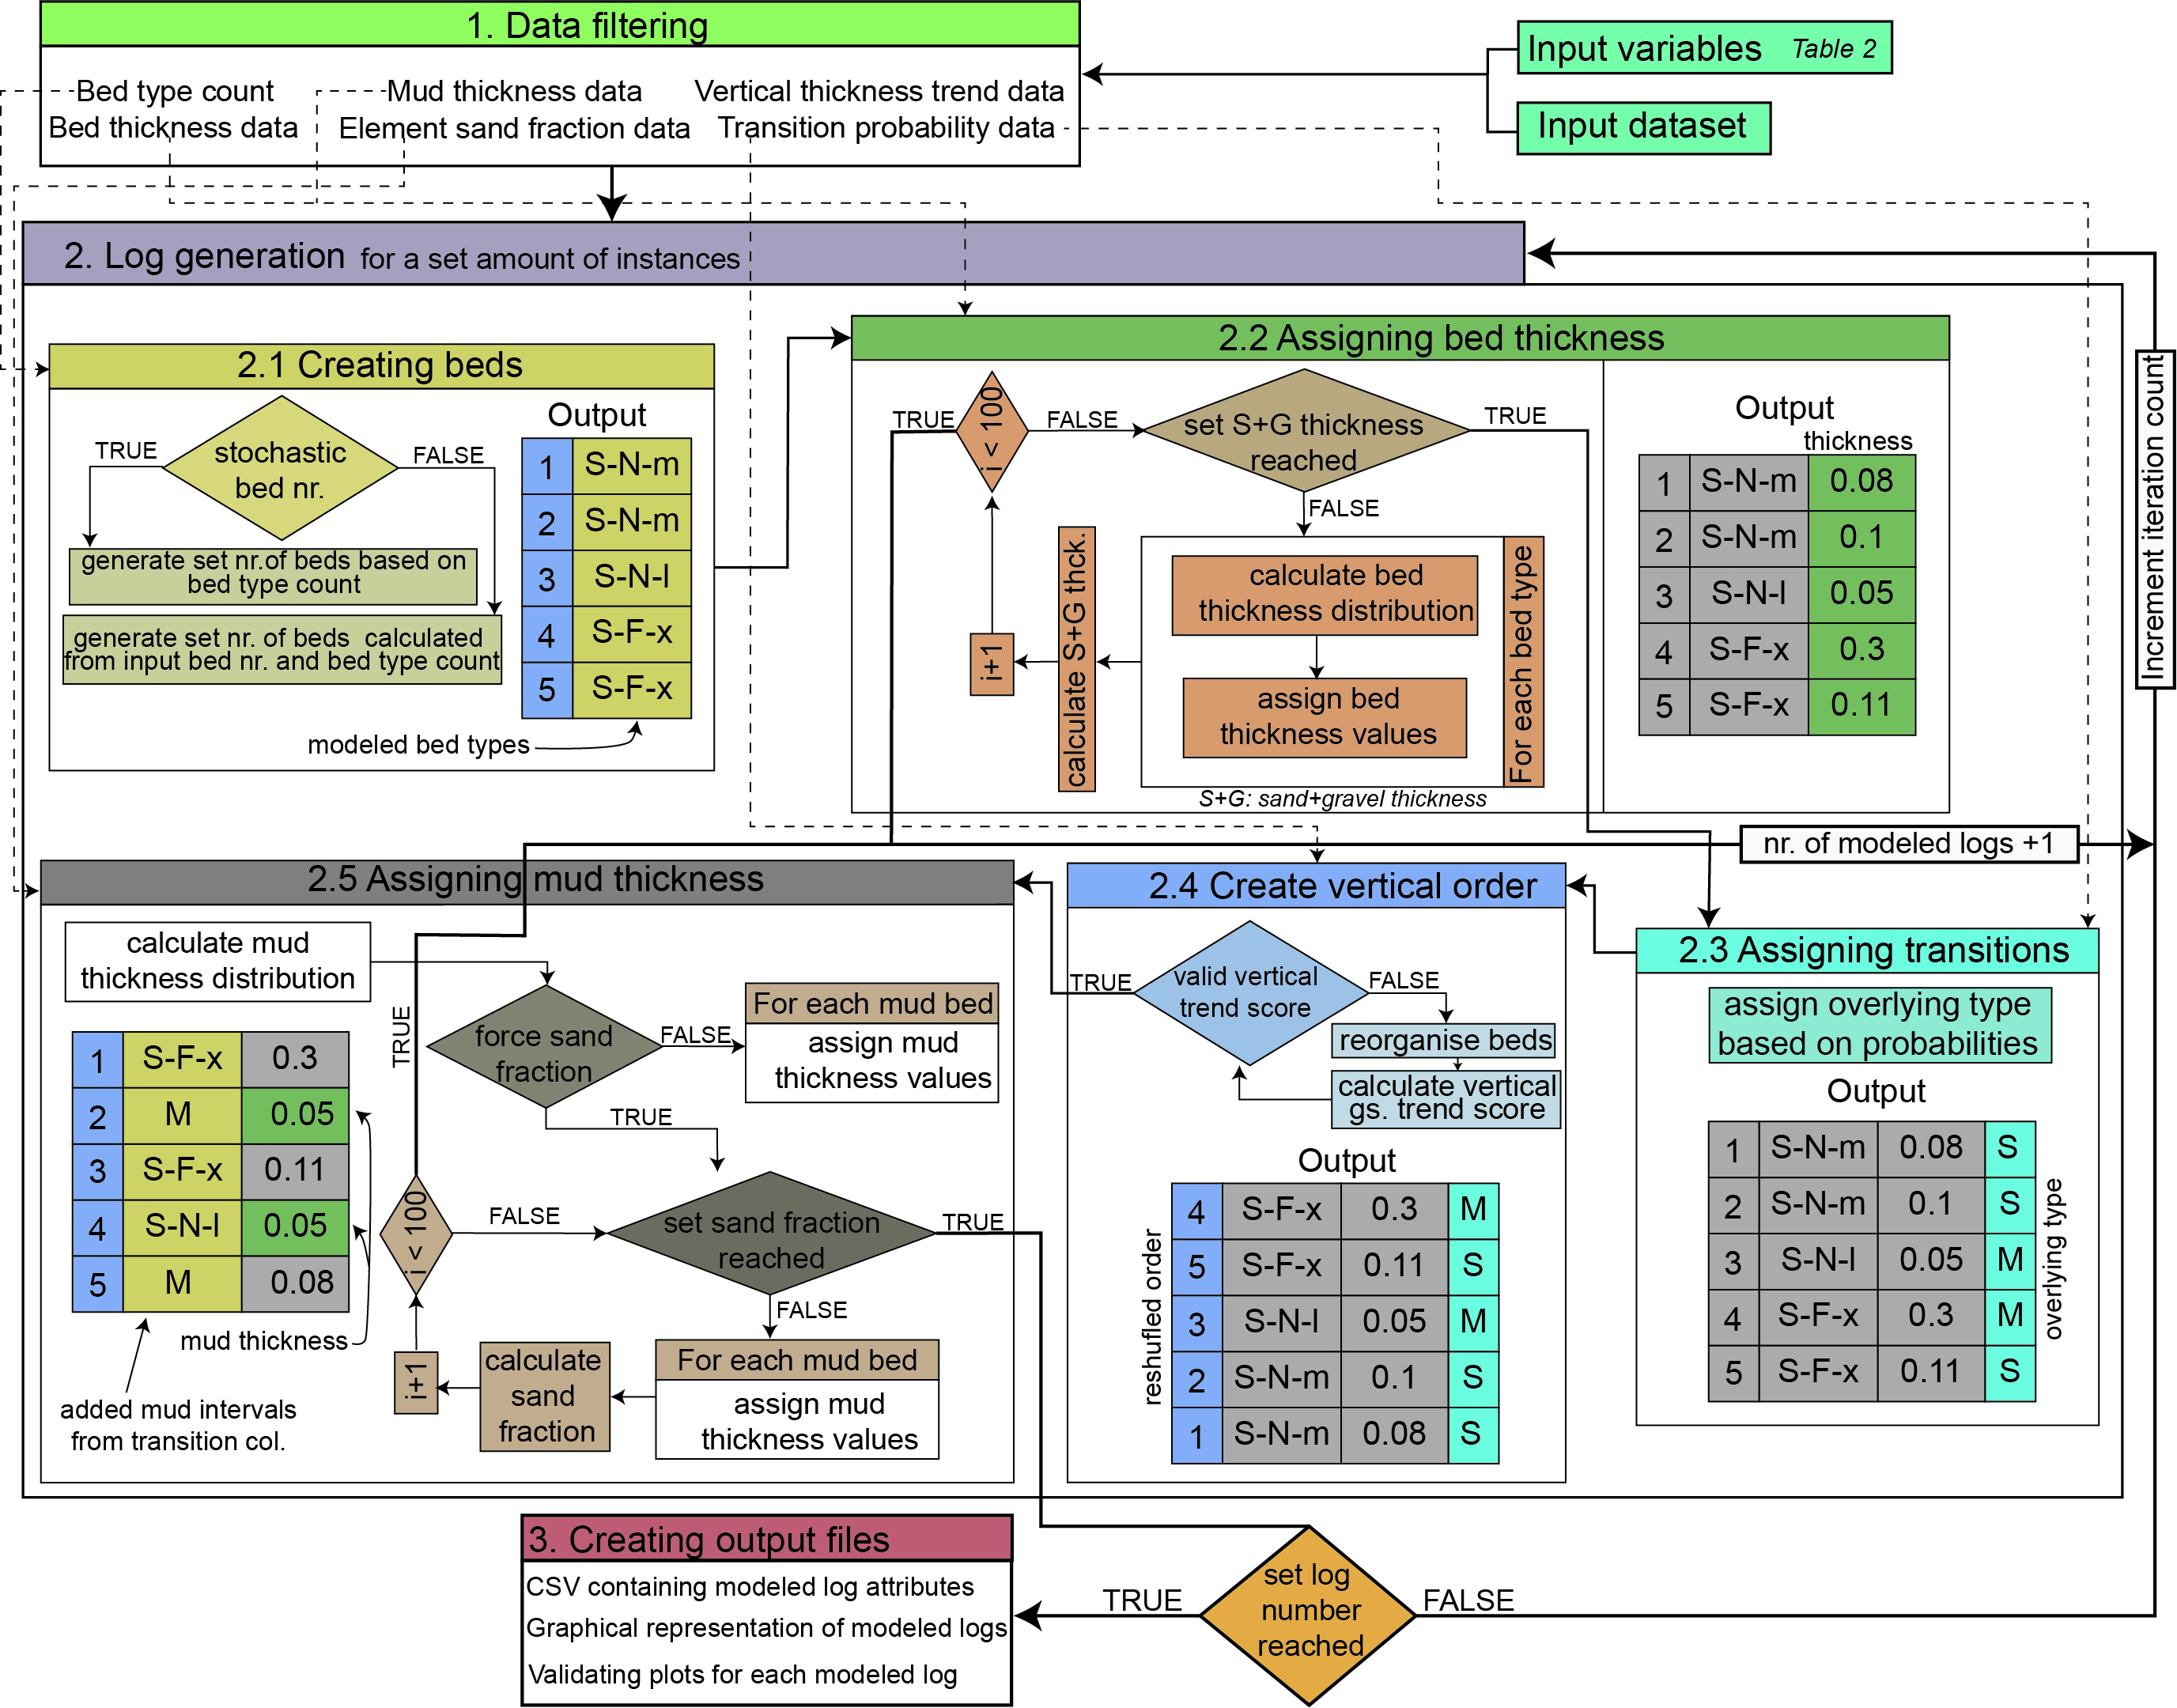 1. Data filtering
Bed type count
Bed thickness data
Mud thickness data
Element sand fraction data
Vertical thickness trend data
Transition probability data
Input variables Table 2
Input dataset
2. Log generation for a set amount of instances
2.1 Creating beds
stochastic
bed nr.
TRUE
FALSE
generate set nr.of beds based on
bed type count
generate set nr. of beds calculated
from input bed nr. and bed type count
Output
1 S-N-m
2 S-N-m
3 S-N-l
4 S-F-x
5 S-F-x
modeled bed types
2.2 Assigning bed thickness
TRUE
i < 100
FALSE
set S+G thickness
reached
TRUE
FALSE
calculate bed
thickness distribution
assign bed
thickness values
For each bed type
calculate S+G thck.
i+1
S+G: sand+gravel thickness
Output
thickness
1 S-N-m 0.08
2 S-N-m 0.1
3 S-N-l 0.05
4 S-F-x 0.3
5 S-F-x 0.11
Increment iteration count
nr. of modeled logs +1
2.3 Assigning transitions
assign overlying type
based on probabilities
Output
1 S-N-m 0.08 S
2 S-N-m 0.1 S
3 S-N-l 0.05 M
4 S-F-x 0.3 M
5 S-F-x 0.11 S
overlying type
2.4 Create vertical order
TRUE
valid vertical
trend score
FALSE
reorganise beds
calculate vertical
gs. trend score
Output
4 S-F-x 0.3 M
5 S-F-x 0.11 S
3 S-N-l 0.05 M
2 S-N-m 0.1 S
1 S-N-m 0.08 S
reshufled order
2.5 Assigning mud thickness
calculate mud
thickness distribution
force sand
fraction
FALSE
For each mud bed
assign mud
thickness values
TRUE
TRUE
i < 100
FALSE
set sand fraction
reached
TRUE
FALSE
For each mud bed
assign mud
thickness values
calculate
sand
fraction
i+1
1 S-F-x 0.3
2 M 0.05
3 S-F-x 0.11
4 S-N-l 0.05
5 M 0.08
mud thickness
added mud intervals
from transition col.
3. Creating output files
CSV containing modeled log attributes
Graphical representation of modeled logs
Validating plots for each modeled log
TRUE
set log
number
reached
FALSE